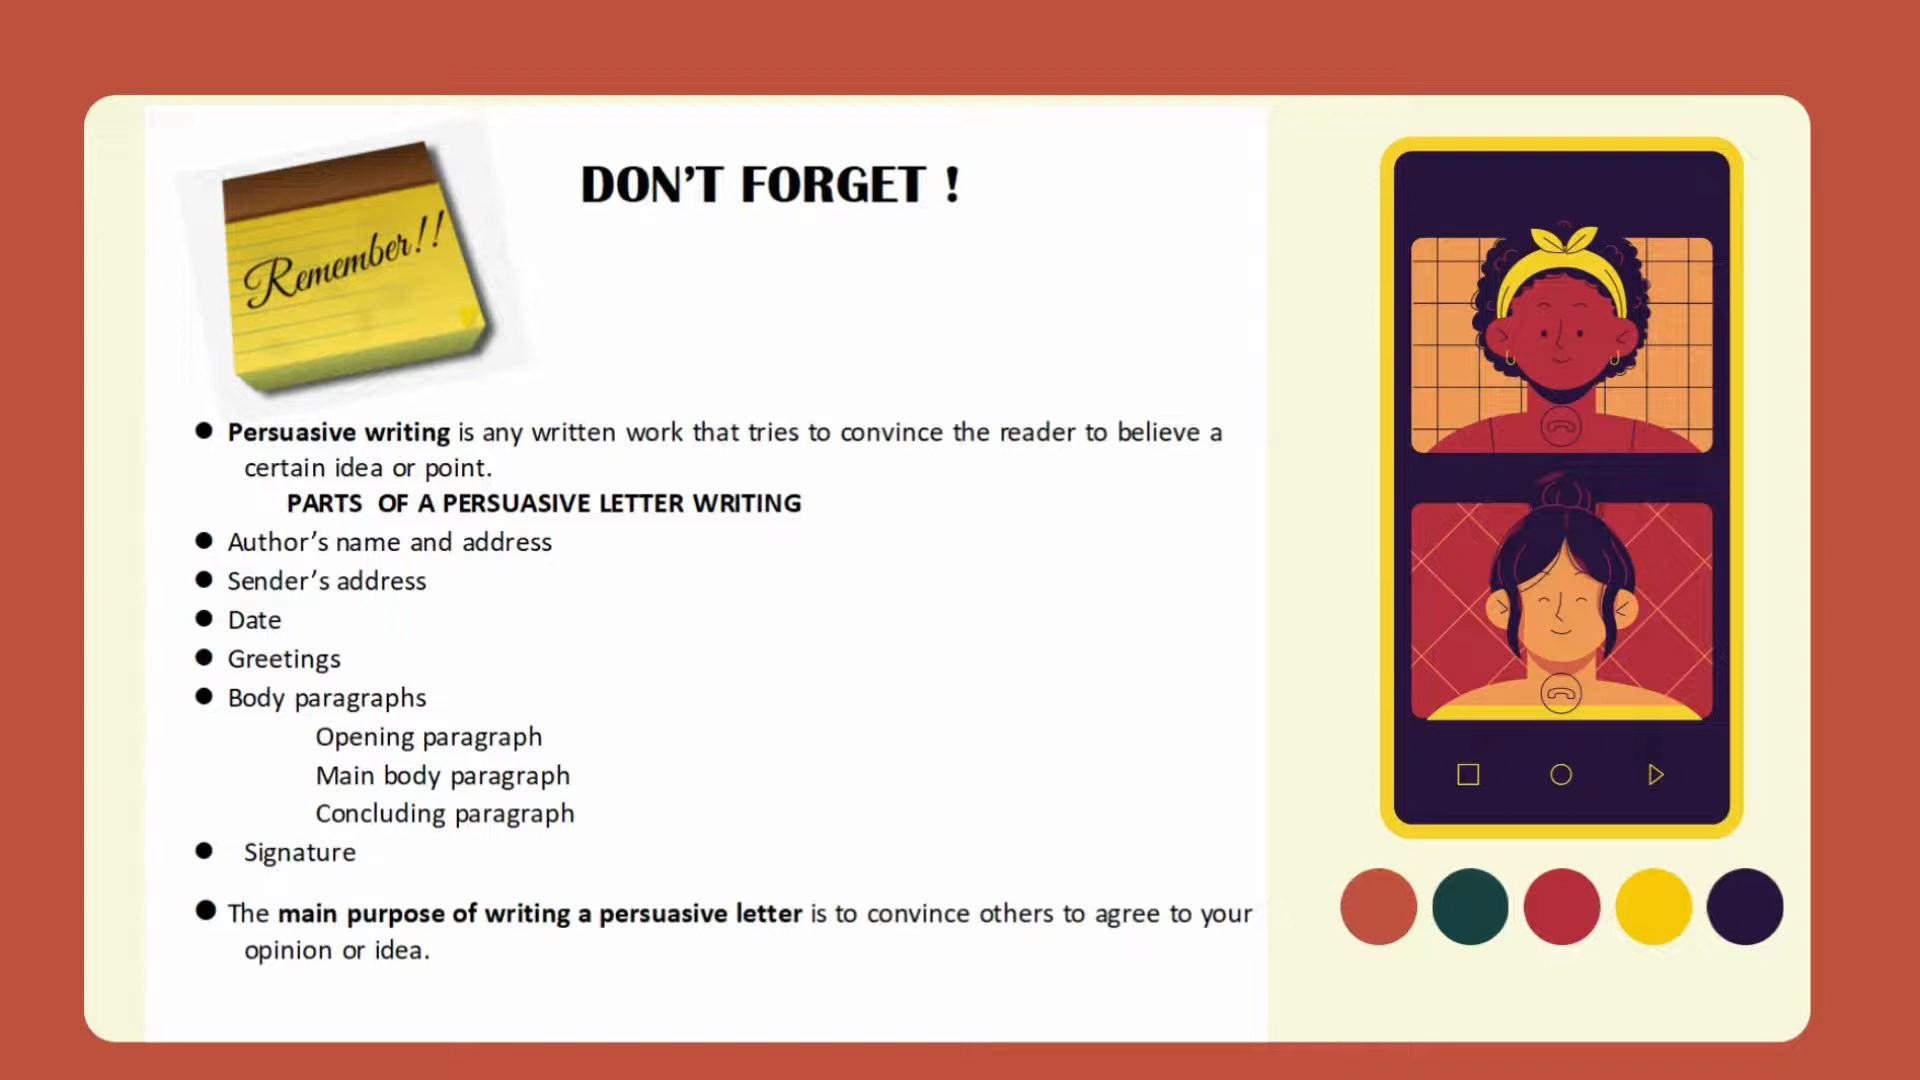 DON’T FORGET !
Remember!!
● Persuasive writing is any written work that tries to convince the reader to believe a
certain idea or point.
PARTS OF A PERSUASIVE LETTER WRITING
● Author’s name and address
● Sender’s address
● Date
● Greetings
● Body paragraphs
Opening paragraph
Main body paragraph
Concluding paragraph
● Signature
● The main purpose of writing a persuasive letter is to convince others to agree to your
opinion or idea.